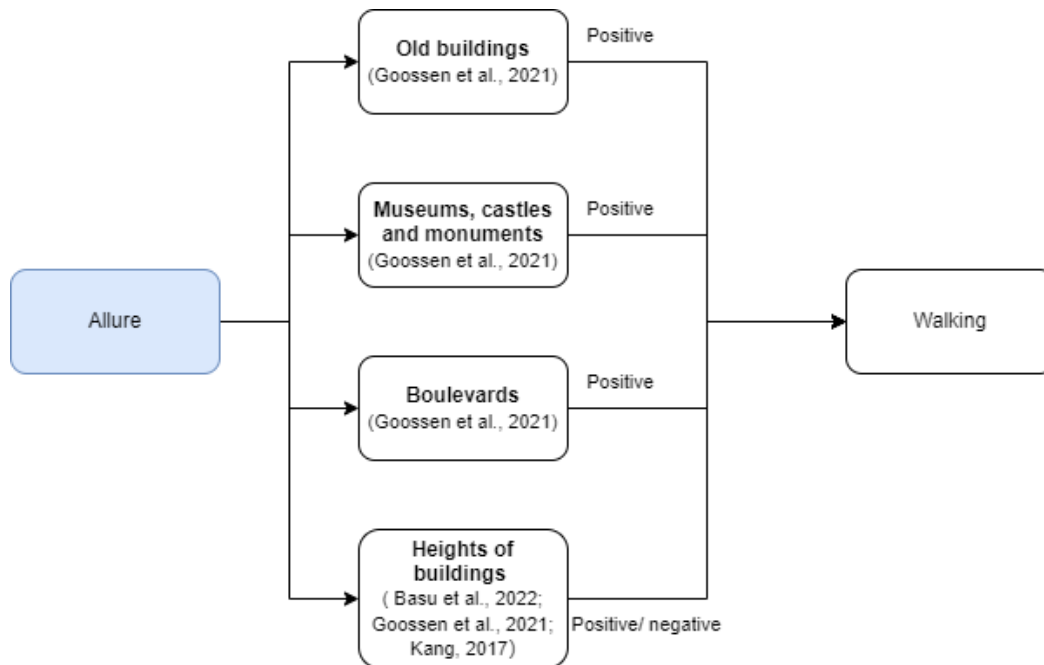 Old buildings
(Goossen et al., 2021)
Positive
Museums, castles
and monuments
(Goossen et al., 2021)
Positive
Allure
Walking
Boulevards
(Goossen et al., 2021)
Positive
Heights of
buildings
( Basu et al., 2022;
Goossen et al., 2021;
Kang, 2017)
Positive/ negative